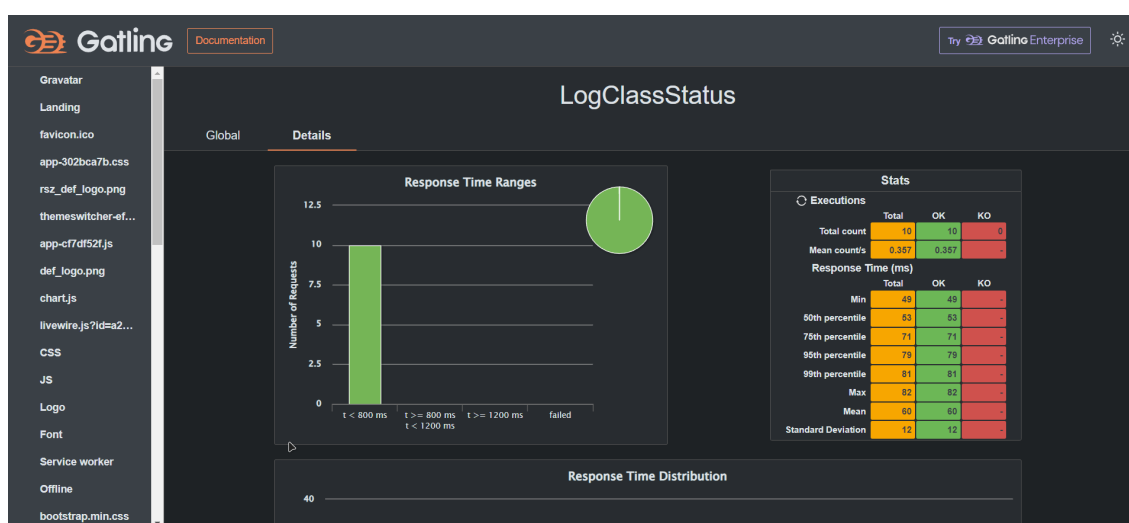 Gatling
Documentation
Try Gatling Enterprise
Gravatar
Landing
favicon.ico
app-302bca7b.css
rsz_def_logo.png
themeswitcher-ef...
app-cf7df52f.js
def_logo.png
chart.js
livewire.js?id=a2...
CSS
JS
Logo
Font
Service worker
Offline
bootstrap.min.css
LogClassStatus
Global Details
Response Time Ranges
Number of Requests
12.5
10
7.5
5
2.5
0
t < 800 ms
t >= 800 ms
t < 1200 ms
t >= 1200 ms
failed
Stats
Executions
Total OK KO
Total count 10 10 0
Mean count/s 0.357 0.357 -
Response Time (ms)
Total OK KO
Min 49 49 -
50th percentile 53 53 -
75th percentile 71 71 -
95th percentile 79 79 -
99th percentile 81 81 -
Max 82 82 -
Mean 60 60 -
Standard Deviation 12 12 -
Response Time Distribution
40